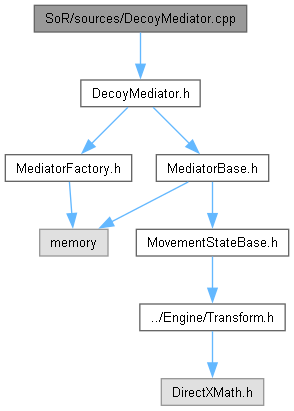 SoR/sources/DecoyMediator.cpp
DecoyMediator.h
MediatorFactory.h
MediatorBase.h
memory
MovementStateBase.h
../Engine/Transform.h
DirectXMath.h